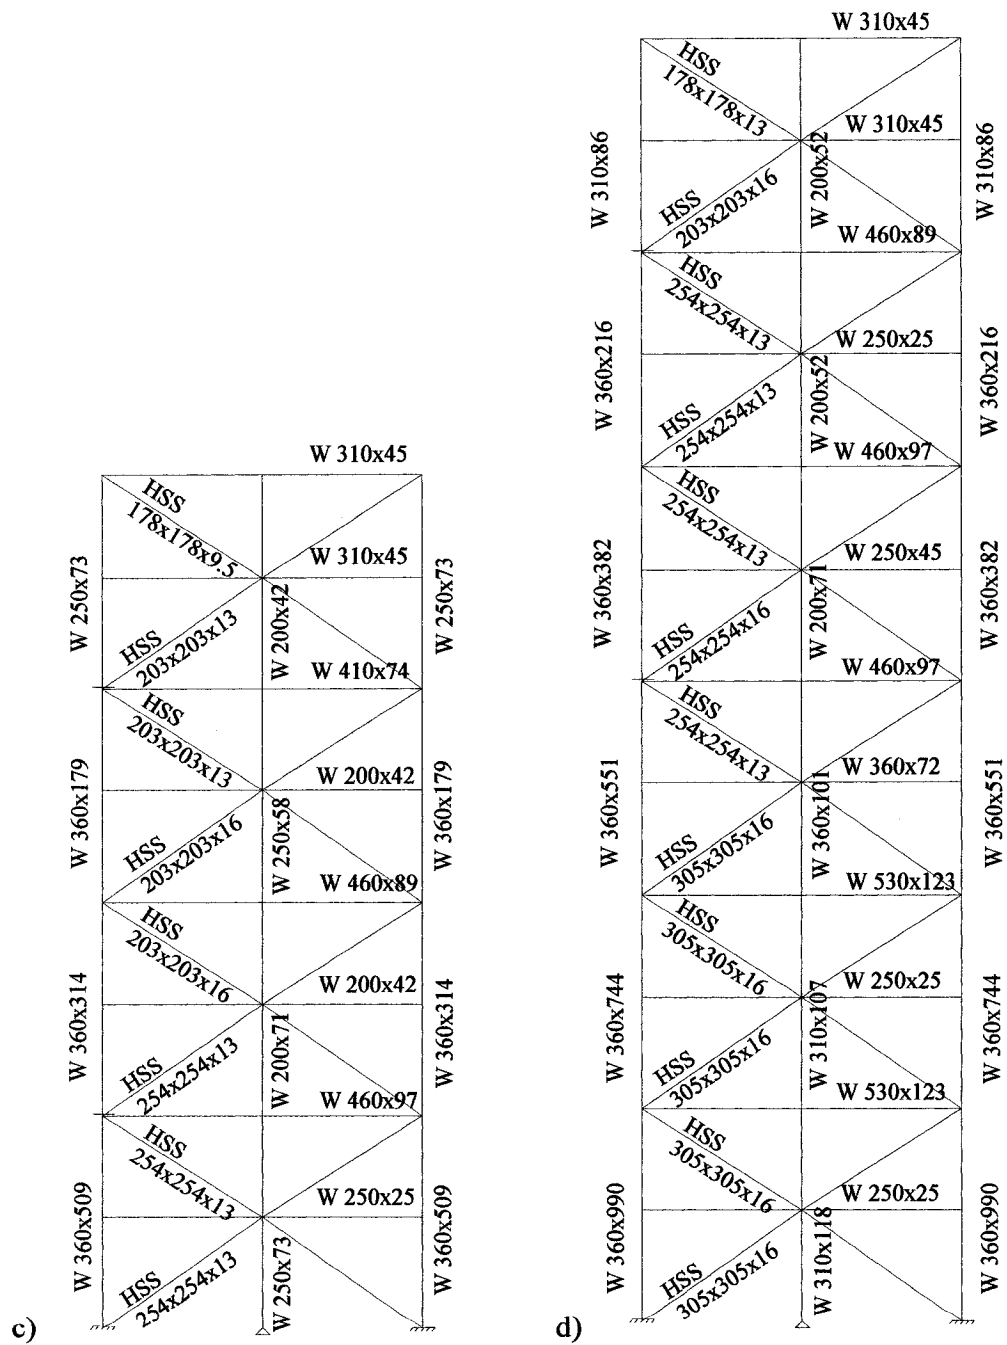 W 310x45
HSS
178x178x9.5
W 310x45
W 250x73
W 250x73
W 200x42
HSS
203x203x13
W 410x74
HSS
203x203x13
W 200x42
W 360x179
W 360x179
W 250x58
HSS
203x203x16
W 460x89
HSS
203x203x16
W 200x42
W 360x314
W 360x314
W 200x71
HSS
254x254x13
W 460x97
HSS
254x254x13
W 250x25
W 360x509
W 360x509
W 250x73
HSS
254x254x13
c)
W 310x45
HSS
178x178x13
W 310x45
W 310x86
W 310x86
W 200x52
HSS
203x203x16
W 460x89
HSS
254x254x13
W 250x25
W 360x216
W 360x216
W 200x52
HSS
254x254x13
W 460x97
HSS
254x254x13
W 250x45
W 360x382
W 360x382
W 200x71
HSS
254x254x16
W 460x97
HSS
254x254x13
W 360x72
W 360x551
W 360x551
W 360x101
HSS
305x305x16
W 530x123
HSS
305x305x16
W 250x25
W 360x744
W 360x744
W 310x107
HSS
305x305x16
W 530x123
HSS
305x305x16
W 250x25
W 360x990
W 360x990
W 310x118
HSS
305x305x16
d)